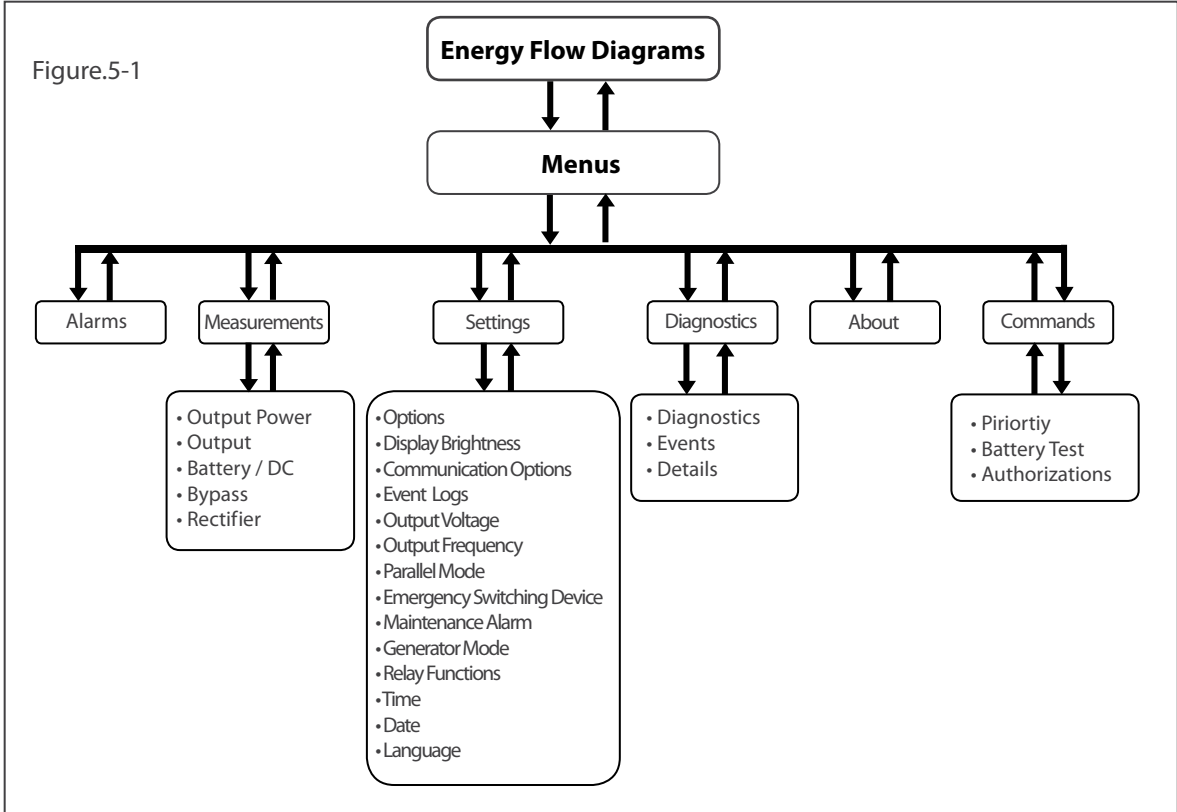 Figure.5-1
Energy Flow Diagrams
Menus
Alarms
Measurements
Settings
Diagnostics
About
Commands
• Output Power
• Output
• Battery / DC
• Bypass
• Rectifier
• Options
• Display Brightness
• Communication Options
• Event Logs
• Output Voltage
• Output Frequency
• Parallel Mode
• Emergency Switching Device
• Maintenance Alarm
• Generator Mode
• Relay Functions
• Time
• Date
• Language
• Diagnostics
• Events
• Details
• Piriortiy
• Battery Test
• Authorizations